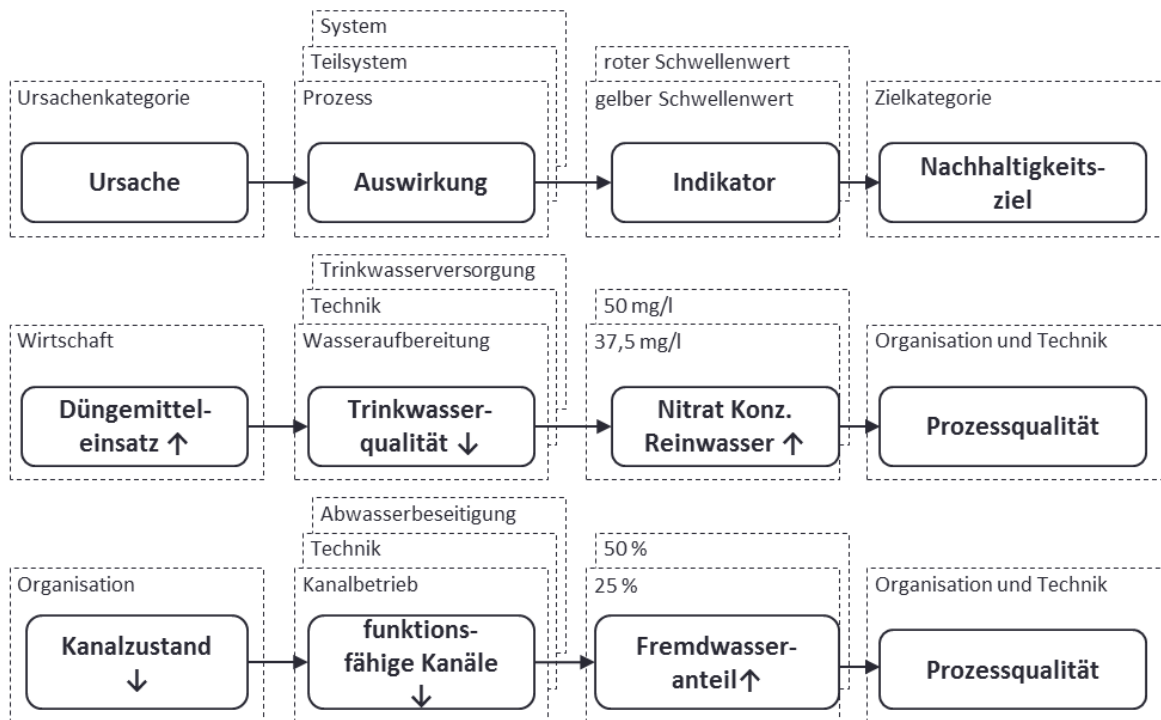 System
Teilsystem
roter Schwellenwert
Ursachenkategorie
Prozess
gelber Schwellenwert
Zielkategorie
Ursache
Auswirkung
Indikator
Nachhaltigkeits-
ziel
Trinkwasserversorgung
Technik
50 mg/l
Wirtschaft
Wasseraufbereitung
37,5 mg/l
Organisation und Technik
Düngemittel-
einsatz ↑
Trinkwasser-
qualität ↓
Nitrat Konz.
Reinwasser ↑
Prozessqualität
Abwasserbeseitigung
Technik
50 %
Organisation
Kanalbetrieb
25 %
Organisation und Technik
Kanalzustand
↓
funktions-
fähige Kanäle
↓
Fremdwasser-
anteil↑
Prozessqualität